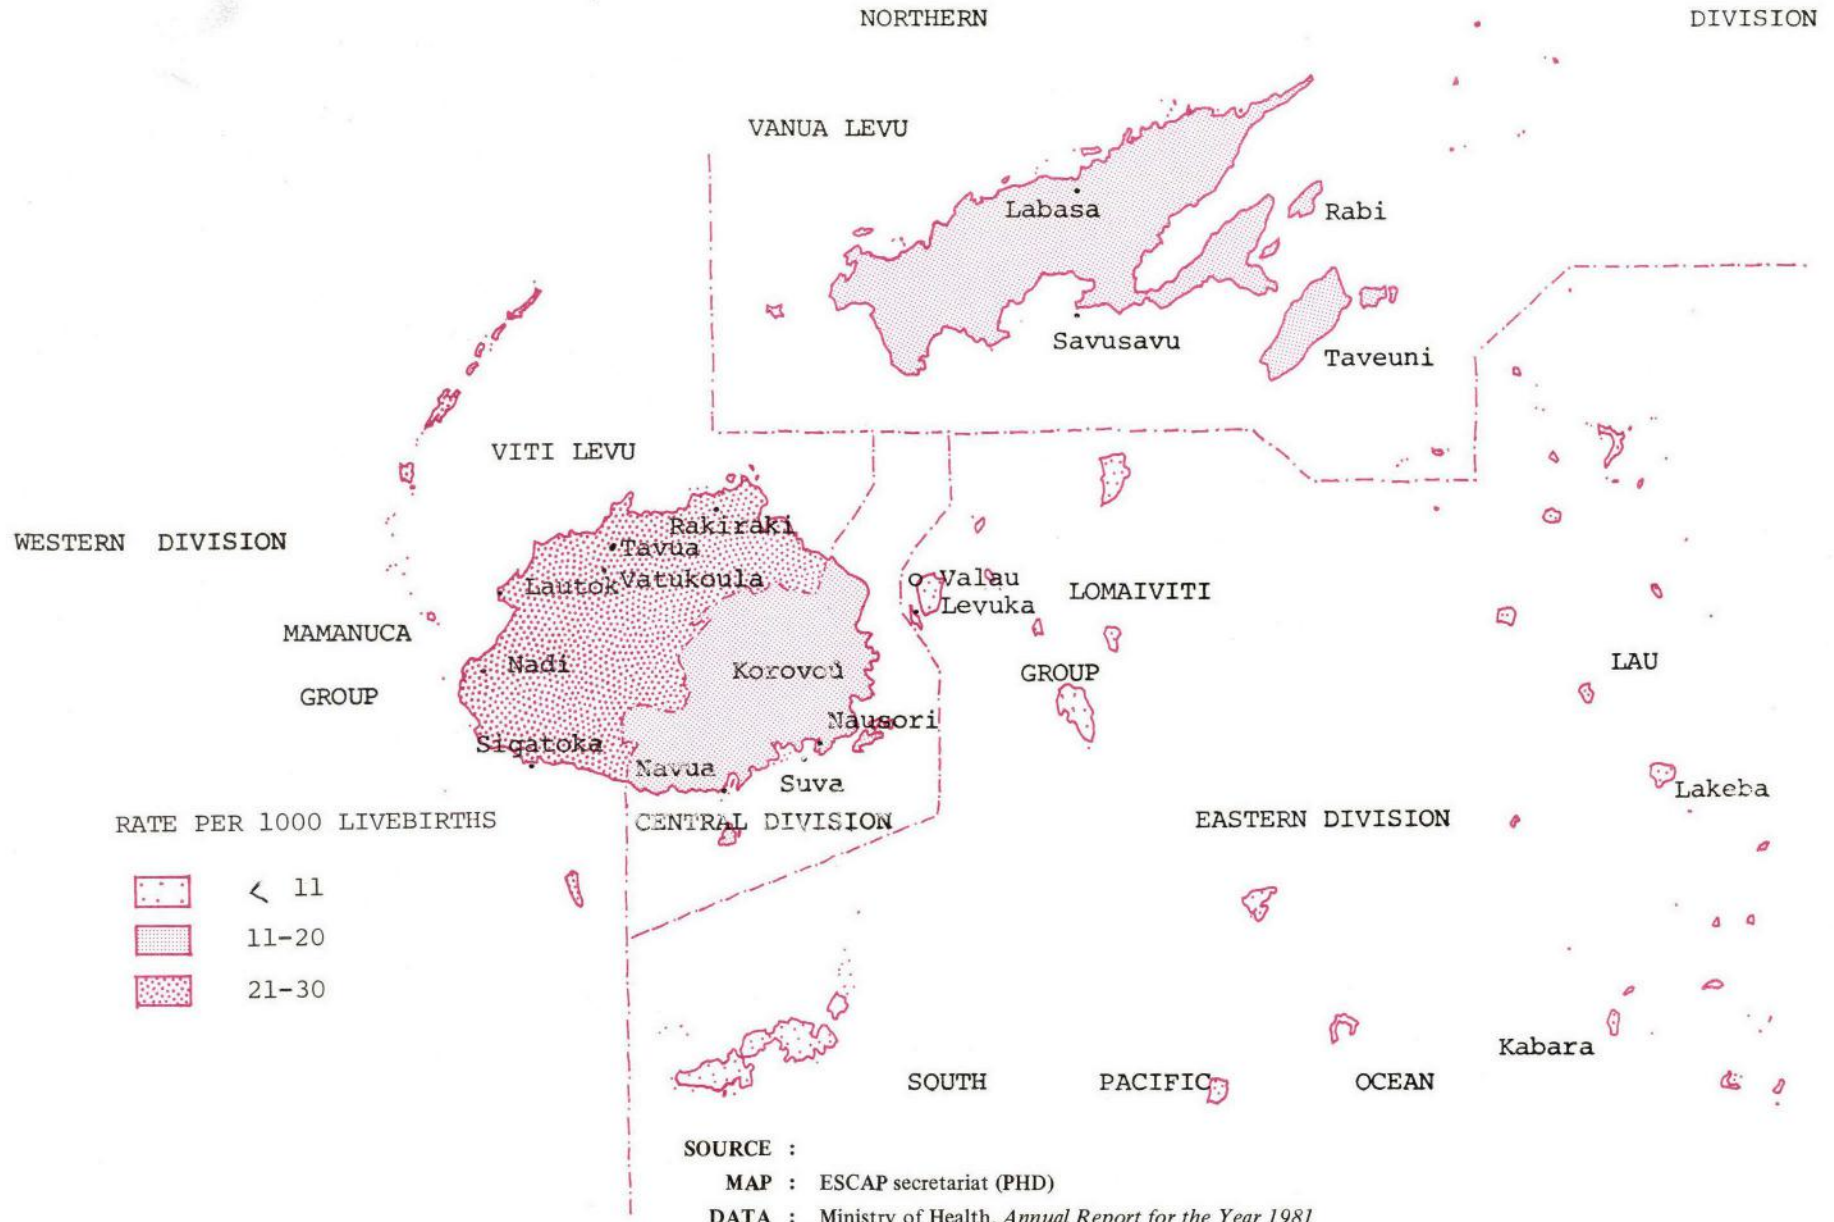 NORTHERN DIVISION
VANUA LEVU
Labasa
Rabi
Savusavu
Taveuni
VITI LEVU
WESTERN DIVISION
Rakiraki
Tavua
Lautok
Vatukoula
Valau
Levuka
LOMAIVITI
GROUP
MAMANUCA
GROUP
Nadi
Korovou
LAU
Nausori
Sigatoka
Navua
Suva
Lakeba
RATE PER 1000 LIVEBIRTHS
CENTRAL DIVISION
EASTERN DIVISION
< 11
11-20
21-30
Kabara
SOUTH PACIFIC OCEAN
SOURCE :
MAP : ESCAP secretariat (PHD)
DATA : Ministry of Health, Annual Report for the Year 1981